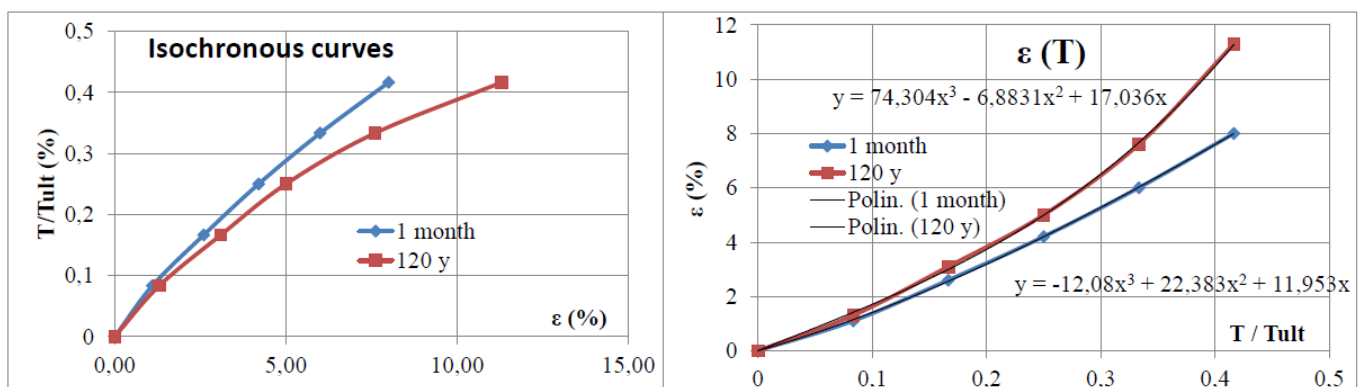 Isochronous curves
T/Tult (%)
0,5
0,4
0,3
0,2
0,1
0
1 month
120 y
ε (%)
0,00
5,00
10,00
15,00
ε (T)
ε (%)
12
10
8
6
4
2
0
y = 74,304x³ - 6,8831x² + 17,036x
1 month
120 y
Polin. (1 month)
Polin. (120 y)
y = -12,08x³ + 22,383x² + 11,953x
T / Tult
0
0,1
0,2
0,3
0,4
0,5